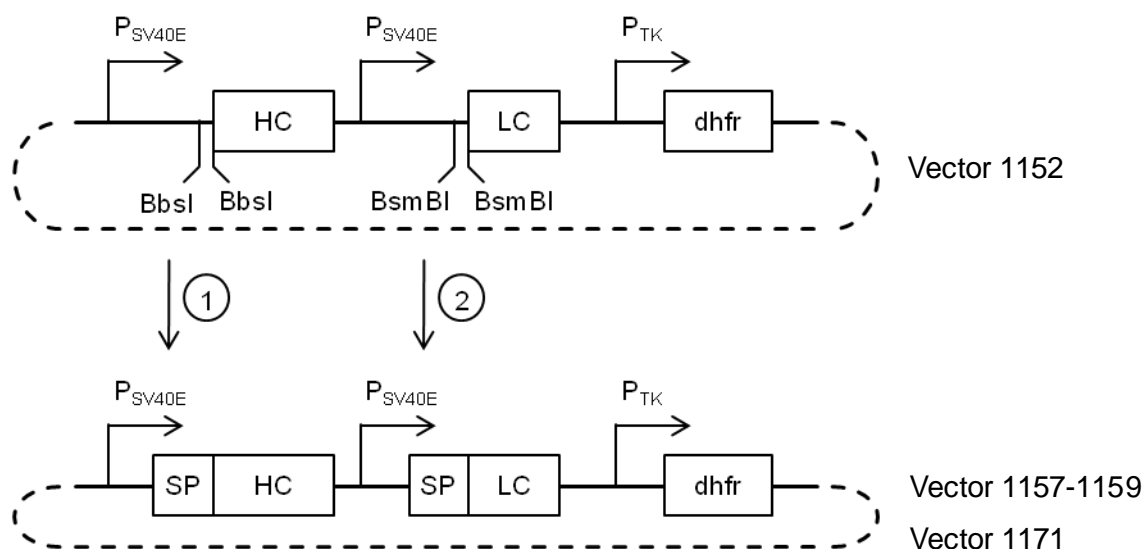 PSV40E PSV40E PTK
HC LC dhfr
Vector 1152
BbsI BbsI BsmBI BsmBI
1 2
PSV40E PSV40E PTK
SP HC SP LC dhfr
Vector 1157-1159
Vector 1171